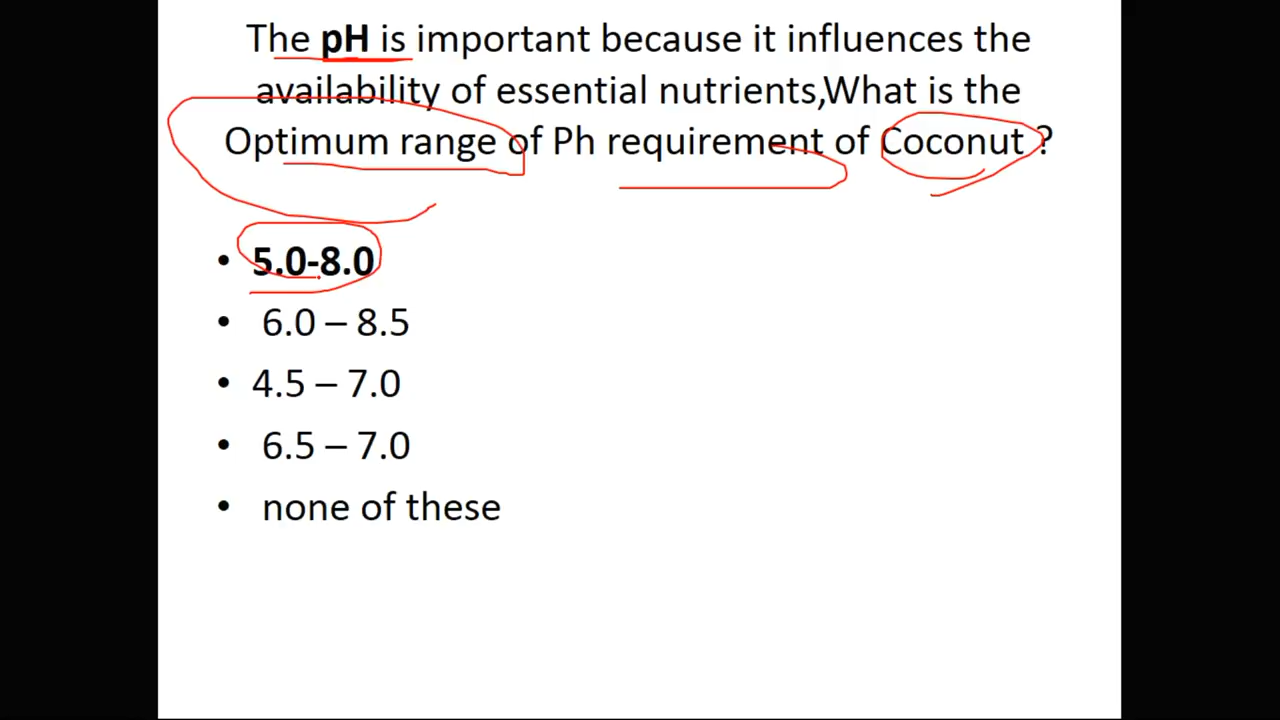 The pH is important because it influences the
availability of essential nutrients,What is the
Optimum range of Ph requirement of Coconut ?
• 5.0-8.0
• 6.0 – 8.5
• 4.5 – 7.0
• 6.5 – 7.0
• none of these